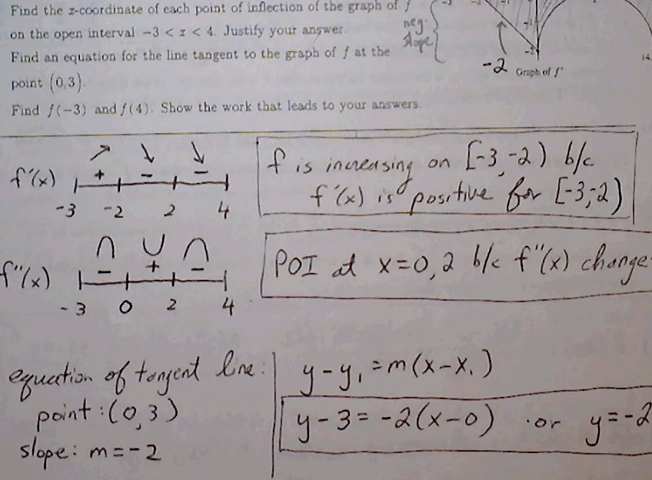 Find the x-coordinate of each point of inflection of the graph of f
on the open interval −3 < x < 4. Justify your answer.
Find an equation for the line tangent to the graph of f at the
point (0,3).
Find f(−3) and f(4). Show the work that leads to your answers.
neg.
slope
-2
Graph of f'
f'(x)
+ - -
-3 -2 2 4
f is increasing on [-3,-2) b/c
f'(x) is positive for [-3,-2)
f"(x)
- + -
-3 0 2 4
POI at x=0,2 b/c f"(x) change
equation of tangent line:
point: (0,3)
slope: m=-2
y-y₁=m(x-x₁)
y-3=-2(x-0) or y=-2